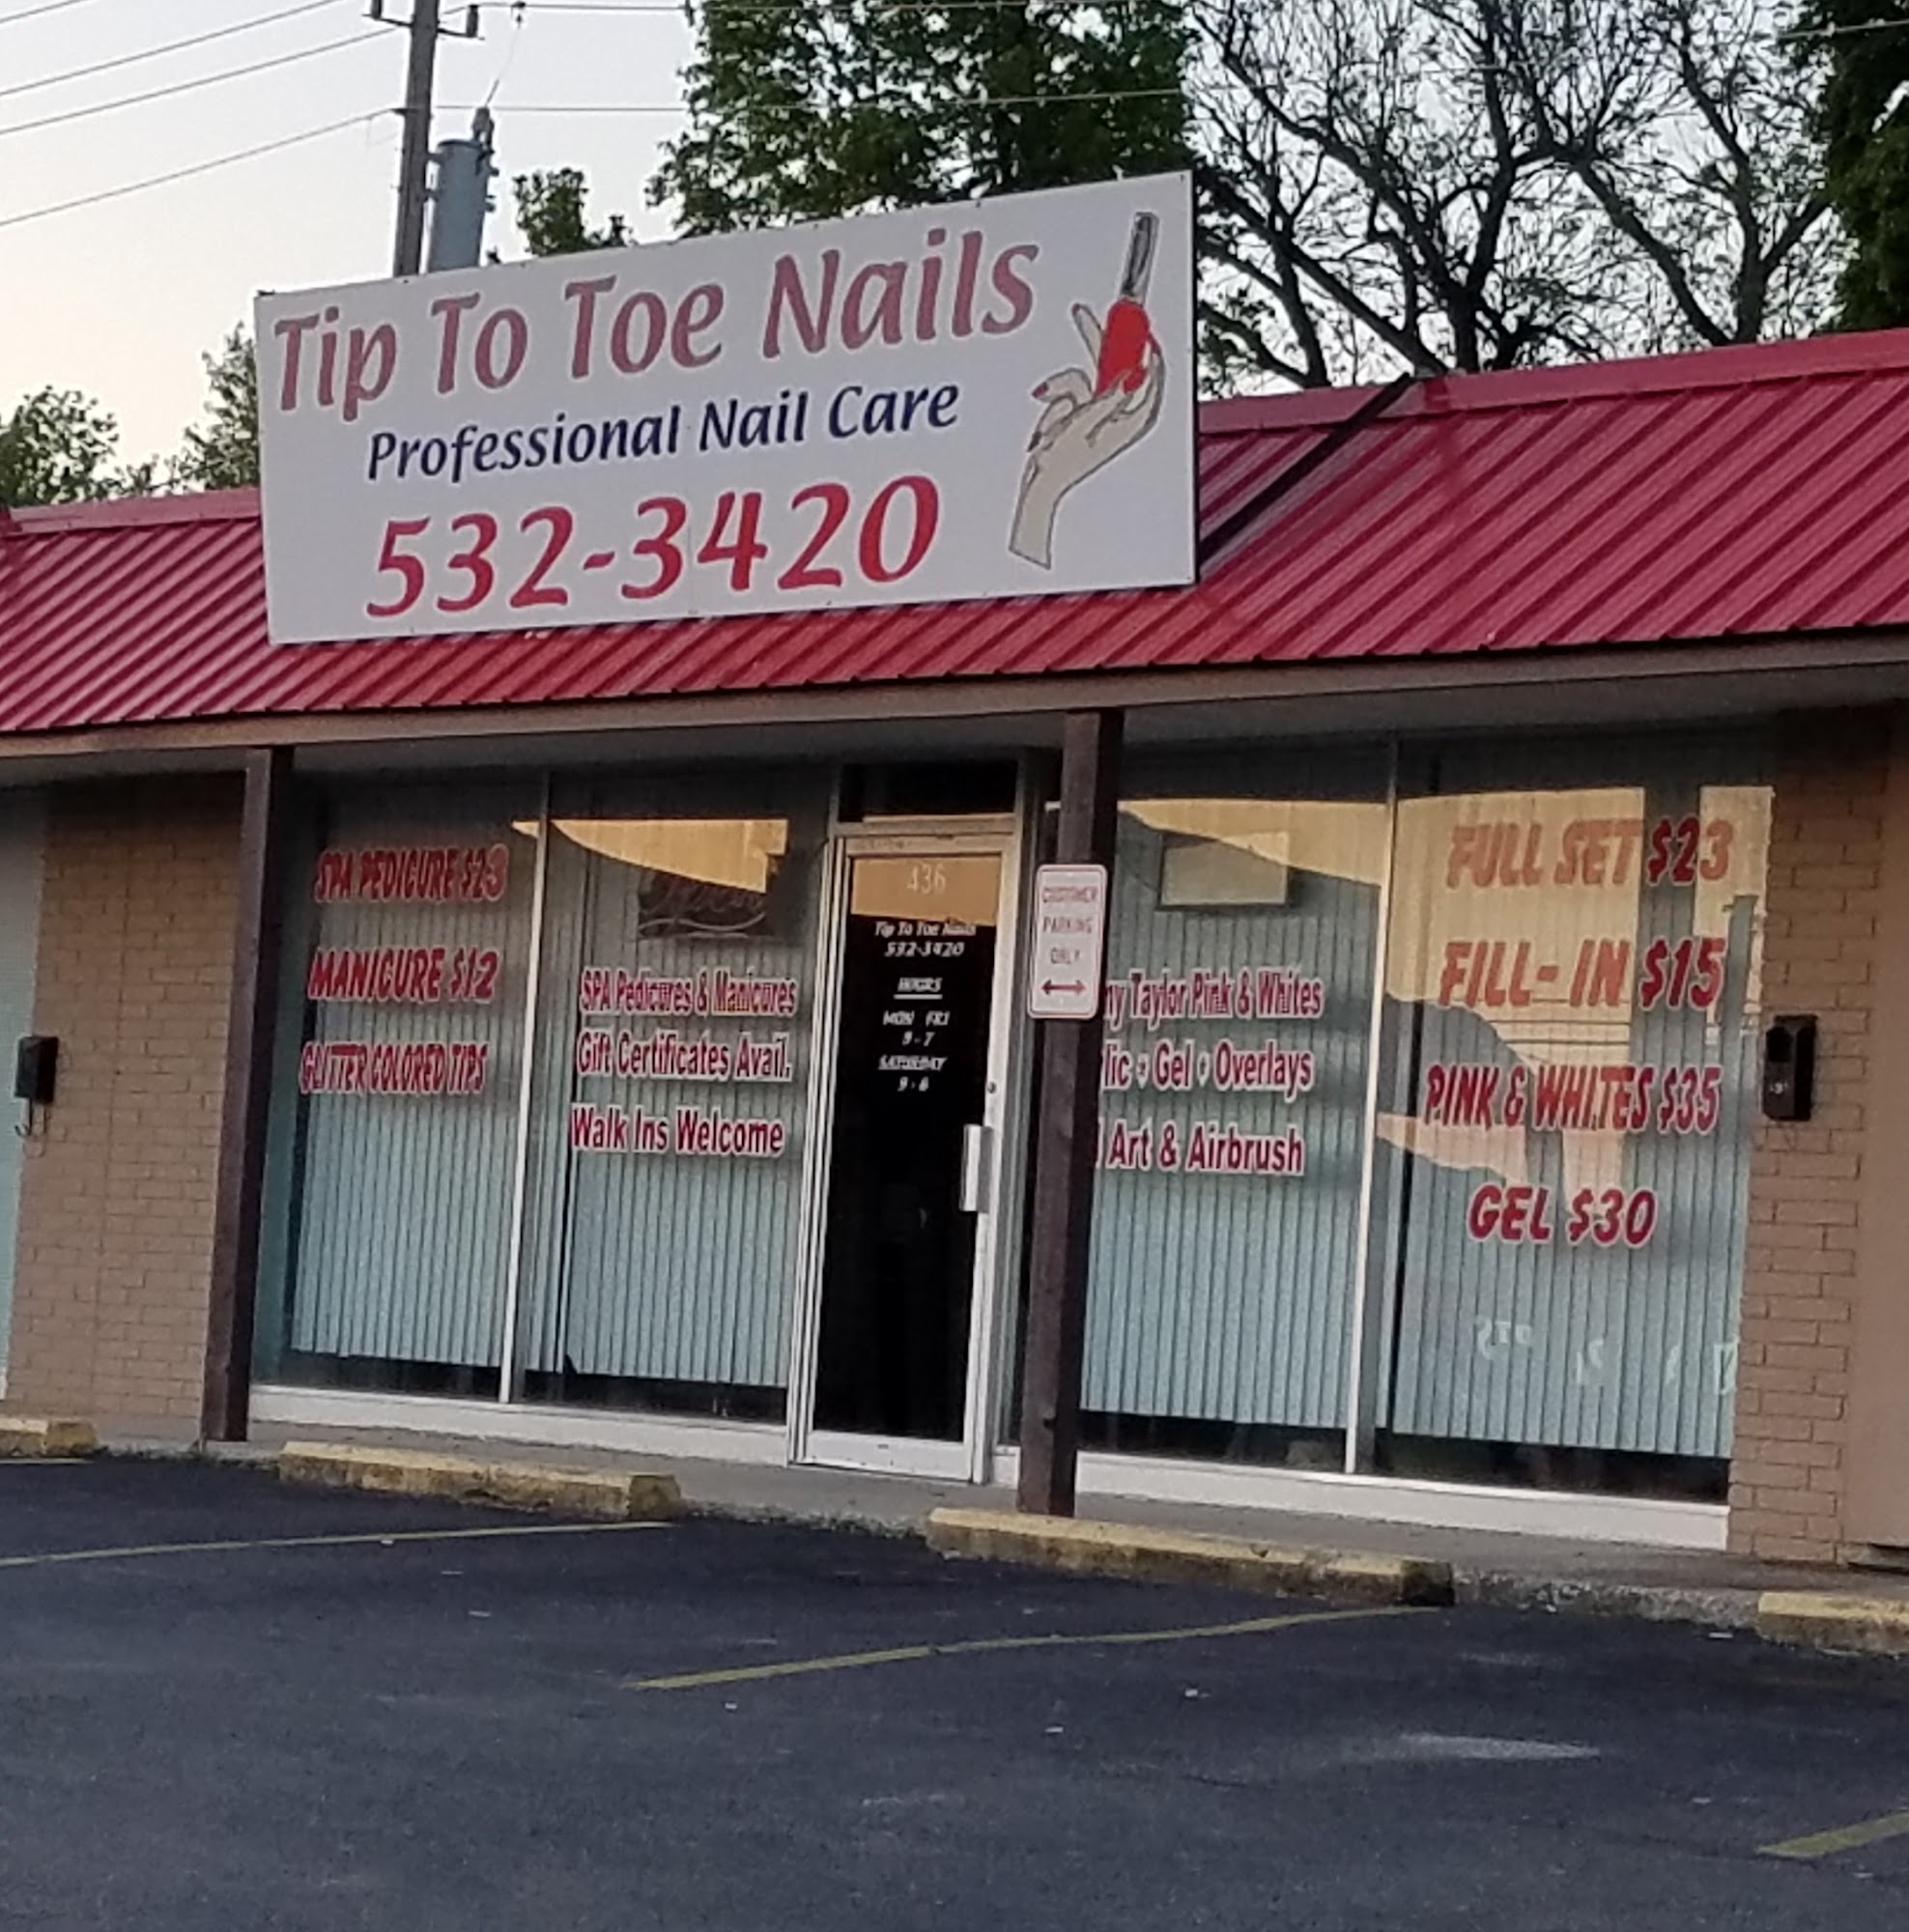 Tip To Toe Nails
Professional Nail Care
532-3420
SPA PEDICURE $23
MANICURE $12
GLITTER COLORED TIPS
SPA Pedicures & Manicures
Gift Certificates Avail.
Walk Ins Welcome
436
Tip To Toe Nails
532-3420
HOURS
MON FRI
9 - 7
SATURDAY
9 - 6
CUSTOMER
PARKING
ONLY
Taylor Pink & Whites
Gel • Overlays
Art & Airbrush
FULL SET $23
FILL- IN $15
PINK & WHITES $35
GEL $30